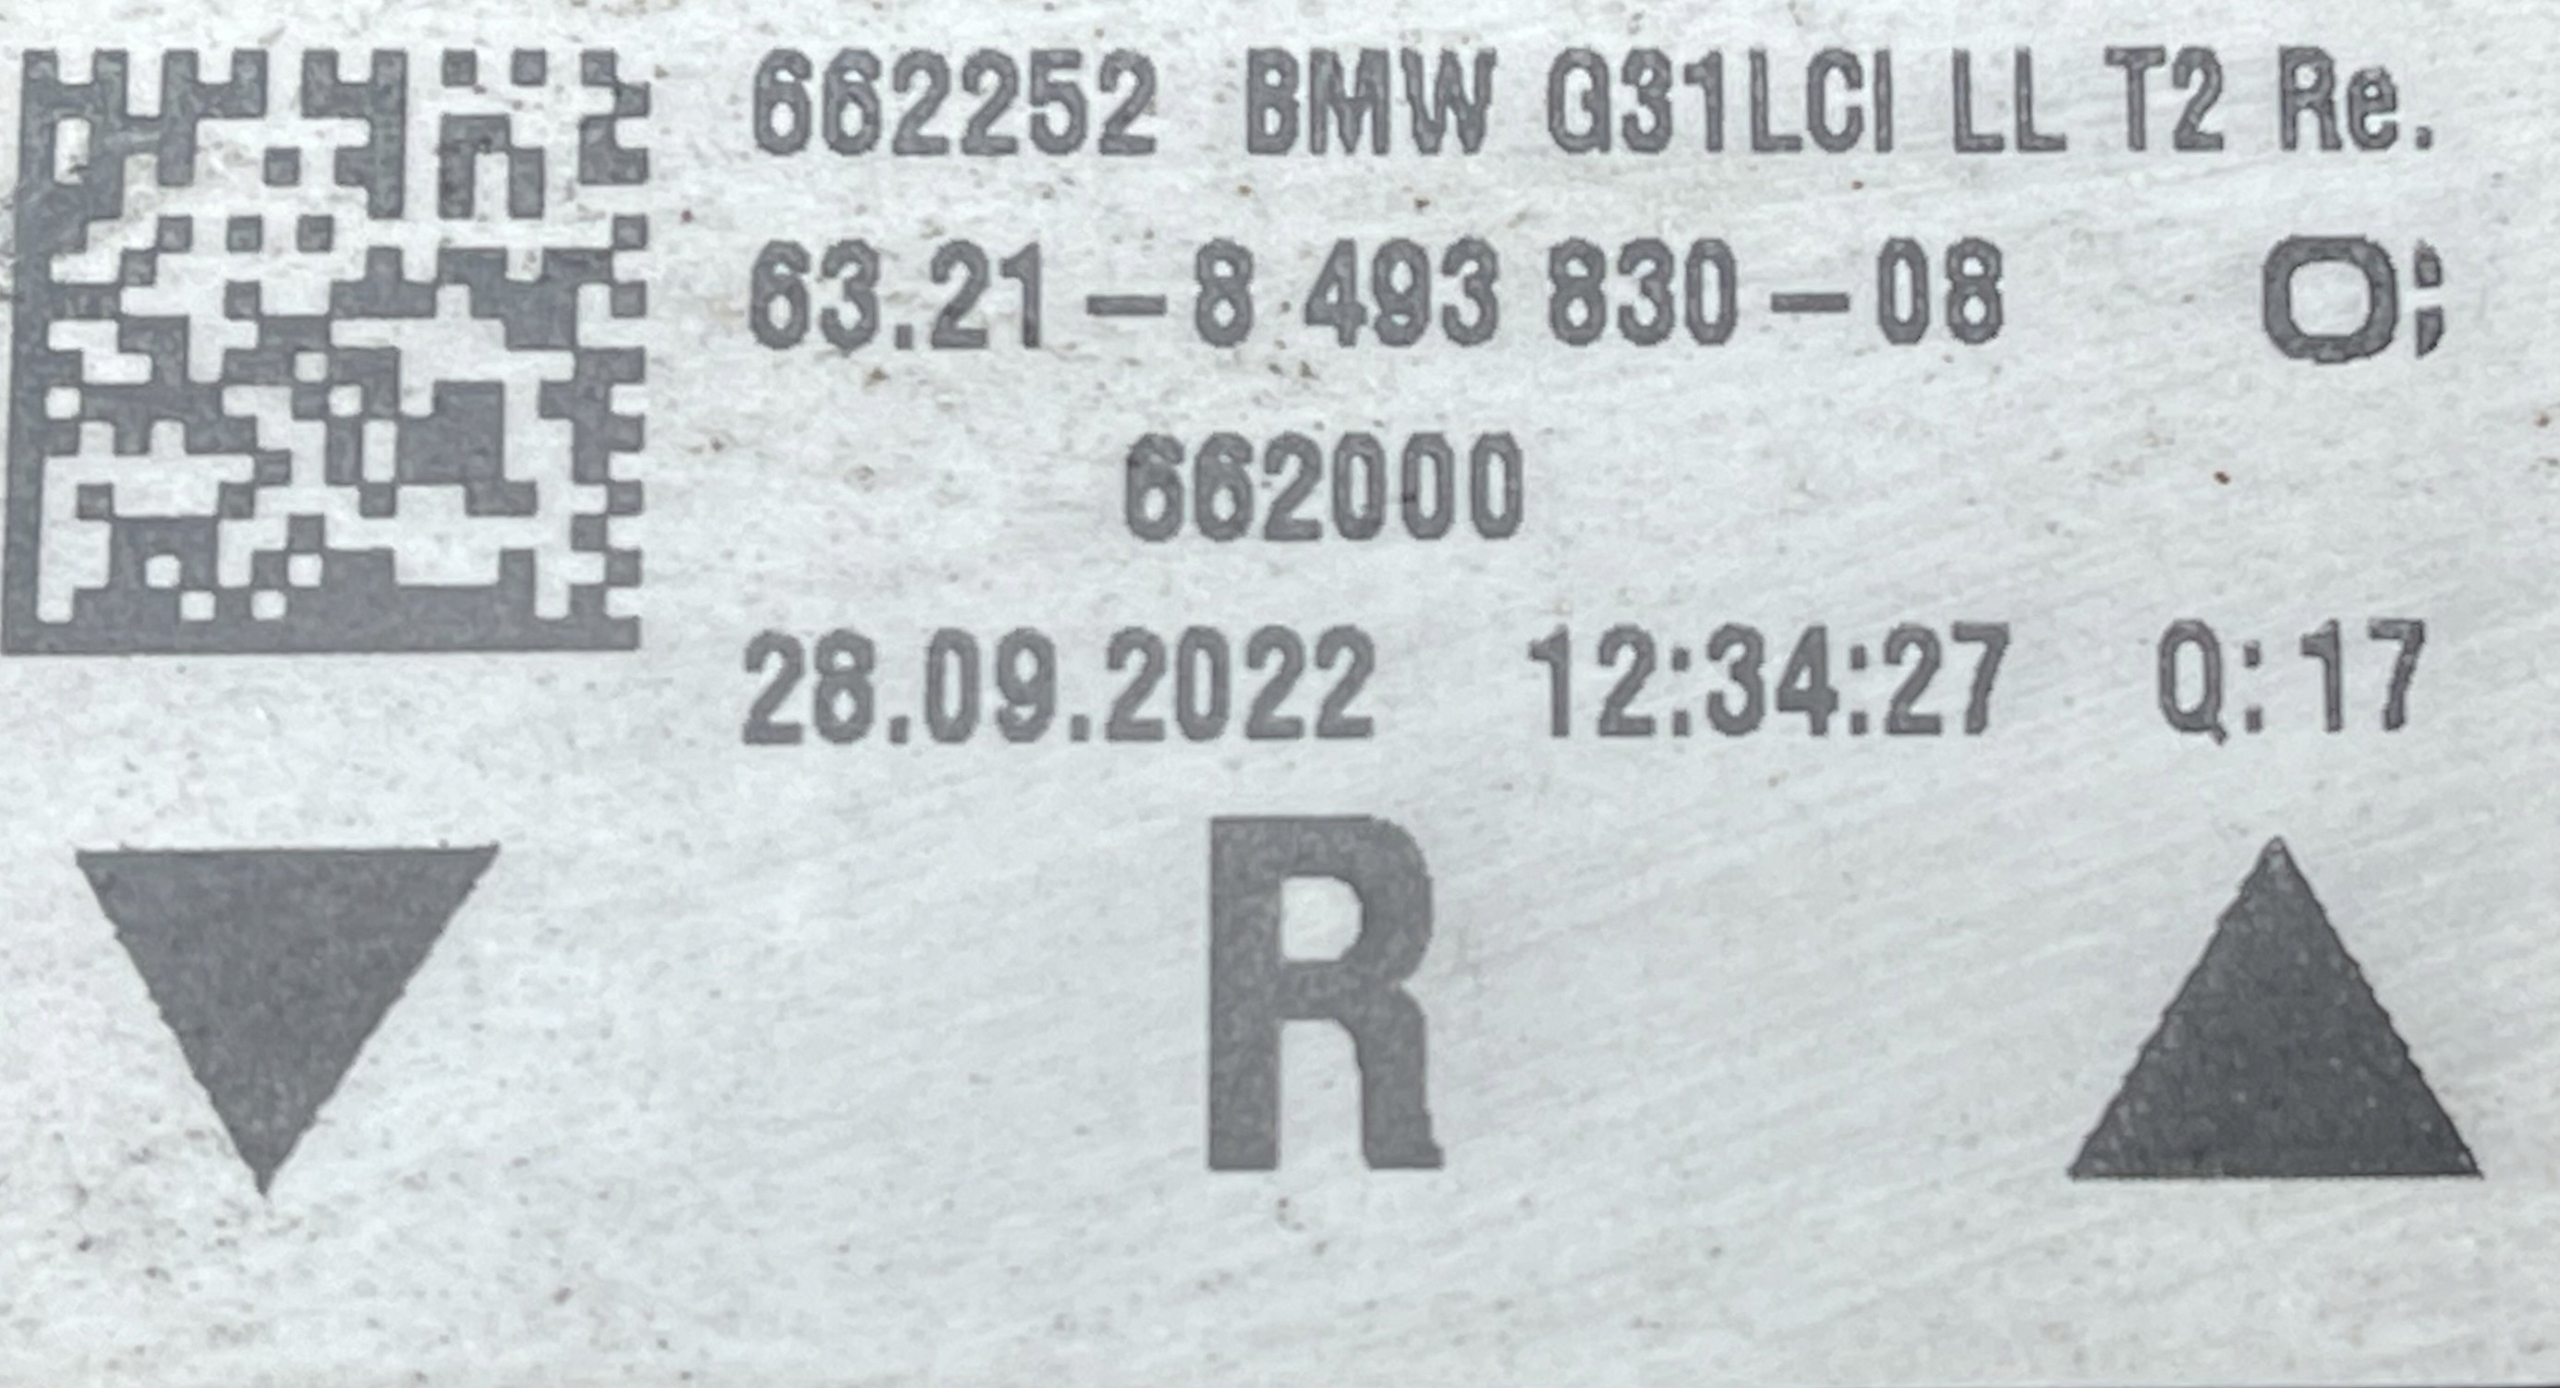 662252 BMW G31LCI LL T2 Re.
63.21-8 493 830-08 O;
662000
28.09.2022 12:34:27 Q:17
R